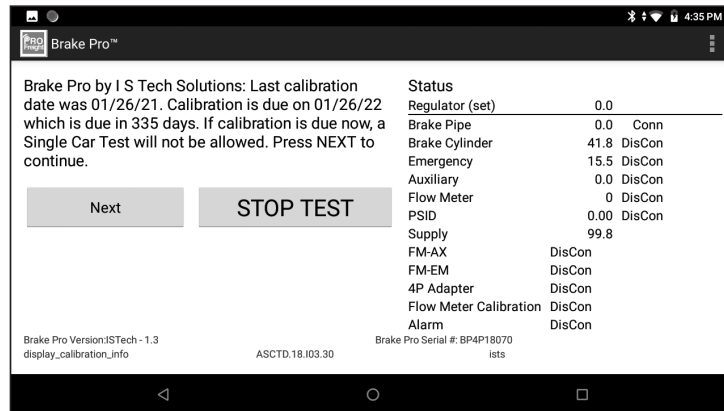 4:35 PM
PRO
Freight
Brake Pro™
Brake Pro by I S Tech Solutions: Last calibration
date was 01/26/21. Calibration is due on 01/26/22
which is due in 335 days. If calibration is due now, a
Single Car Test will not be allowed. Press NEXT to
continue.
Next
STOP TEST
Status
Regulator (set) 0.0
Brake Pipe 0.0 Conn
Brake Cylinder 41.8 DisCon
Emergency 15.5 DisCon
Auxiliary 0.0 DisCon
Flow Meter 0 DisCon
PSID 0.00 DisCon
Supply 99.8
FM-AX DisCon
FM-EM DisCon
4P Adapter DisCon
Flow Meter Calibration DisCon
Alarm DisCon
Brake Pro Version:ISTech - 1.3
Brake Pro Serial #: BP4P18070
display_calibration_info
ASCTD.18.I03.30
ists